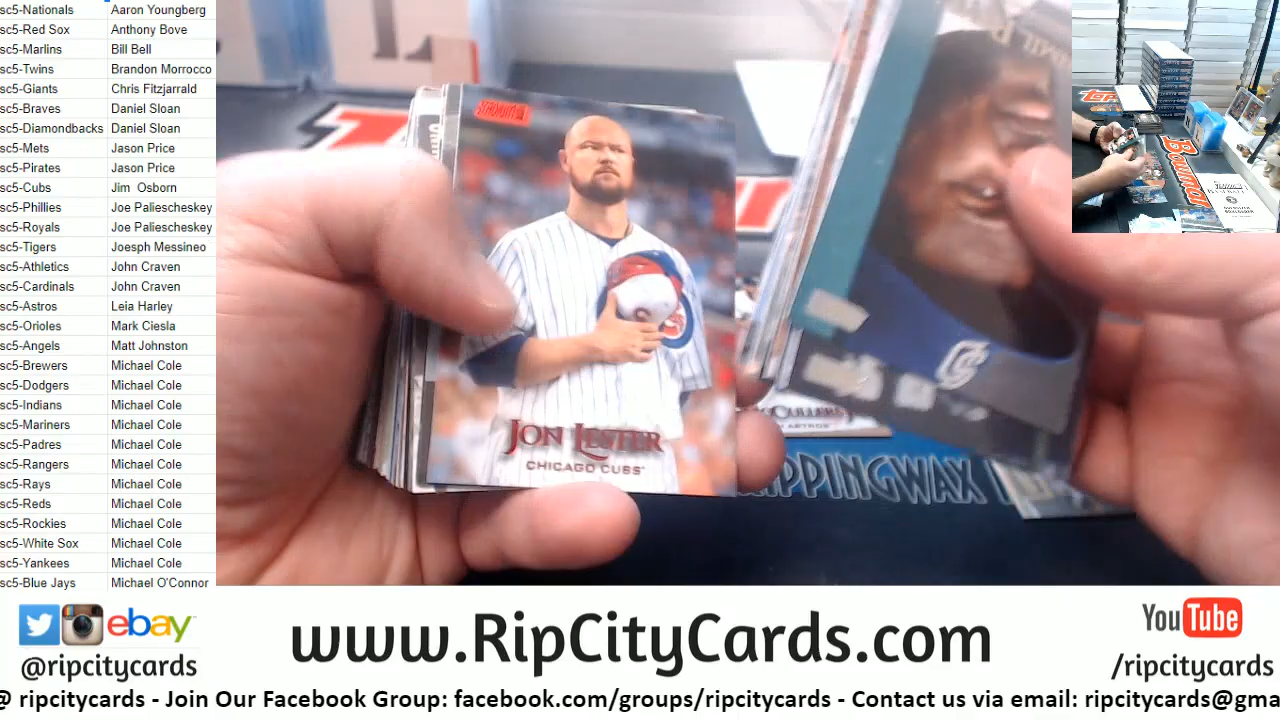 sc5-Nationals Aaron Youngberg
sc5-Red Sox Anthony Bove
sc5-Marlins Bill Bell
sc5-Twins Brandon Morrocco
sc5-Giants Chris Fitzjarrald
sc5-Braves Daniel Sloan
sc5-Diamondbacks Daniel Sloan
sc5-Mets Jason Price
sc5-Pirates Jason Price
sc5-Cubs Jim Osborn
sc5-Phillies Joe Paliescheskey
sc5-Royals Joe Paliescheskey
sc5-Tigers Joesph Messineo
sc5-Athletics John Craven
sc5-Cardinals John Craven
sc5-Astros Leia Harley
sc5-Orioles Mark Ciesla
sc5-Angels Matt Johnston
sc5-Brewers Michael Cole
sc5-Dodgers Michael Cole
sc5-Indians Michael Cole
sc5-Mariners Michael Cole
sc5-Padres Michael Cole
sc5-Rangers Michael Cole
sc5-Rays Michael Cole
sc5-Reds Michael Cole
sc5-Rockies Michael Cole
sc5-White Sox Michael Cole
sc5-Yankees Michael Cole
sc5-Blue Jays Michael O'Connor
JON LESTER
CHICAGO CUBS
IPPINGWAX
ebay
@ripcitycards
www.RipCityCards.com
YouTube
/ripcitycards
@ ripcitycards - Join Our Facebook Group: facebook.com/groups/ripcitycards - Contact us via email: ripcitycards@gma